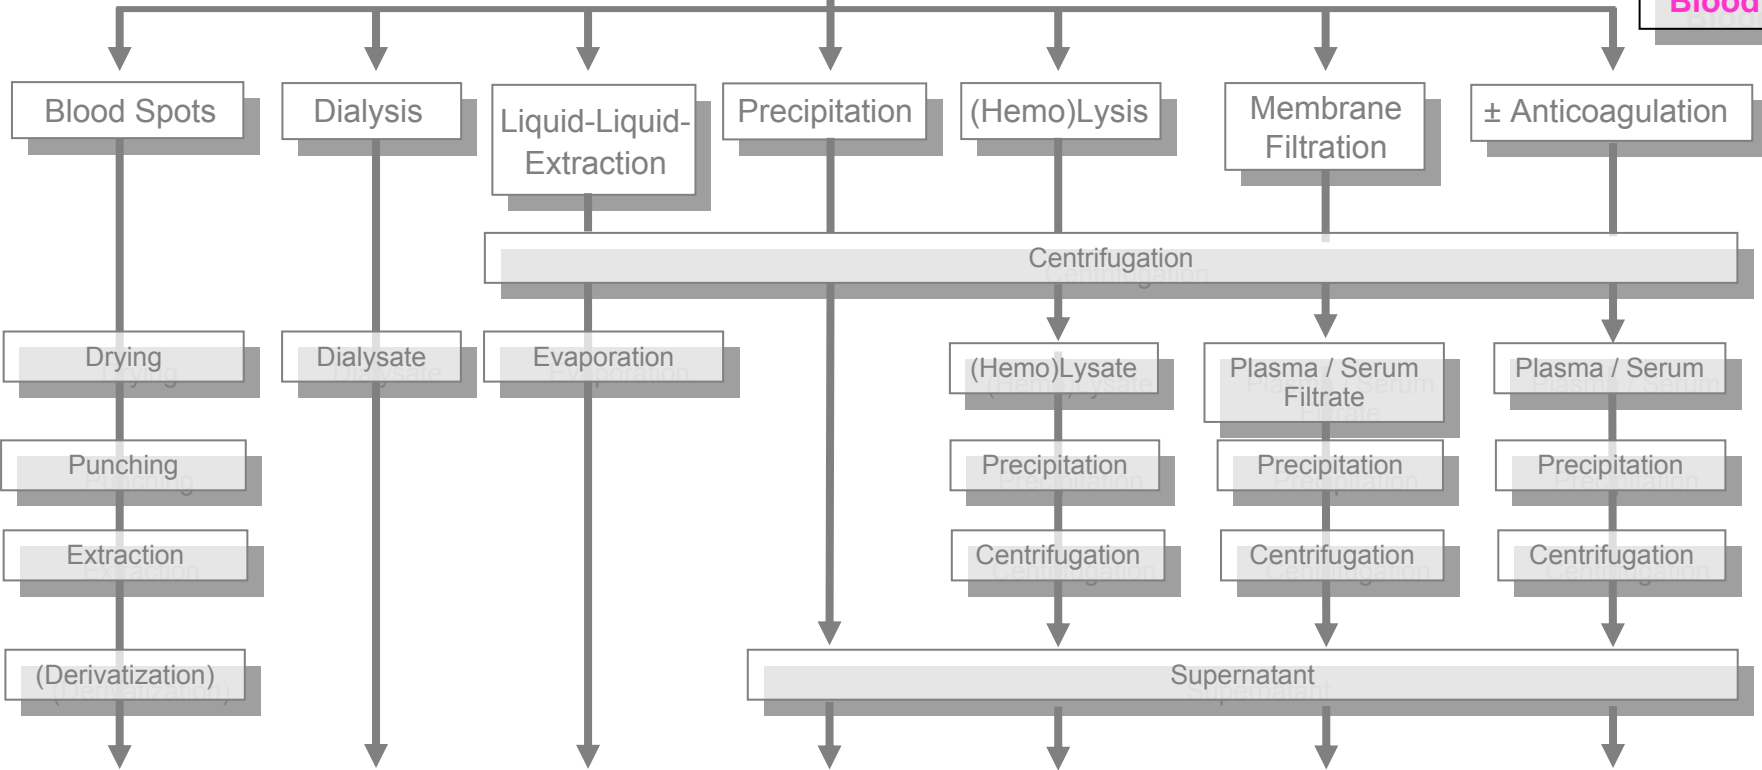 Blood
Blood Spots
Dialysis
Liquid-Liquid-
Extraction
Precipitation
(Hemo)Lysis
Membrane
Filtration
± Anticoagulation
Centrifugation
Drying
Dialysate
Evaporation
(Hemo)Lysate
Plasma / Serum
Filtrate
Plasma / Serum
Punching
Precipitation
Precipitation
Precipitation
Extraction
Centrifugation
Centrifugation
Centrifugation
(Derivatization)
Supernatant